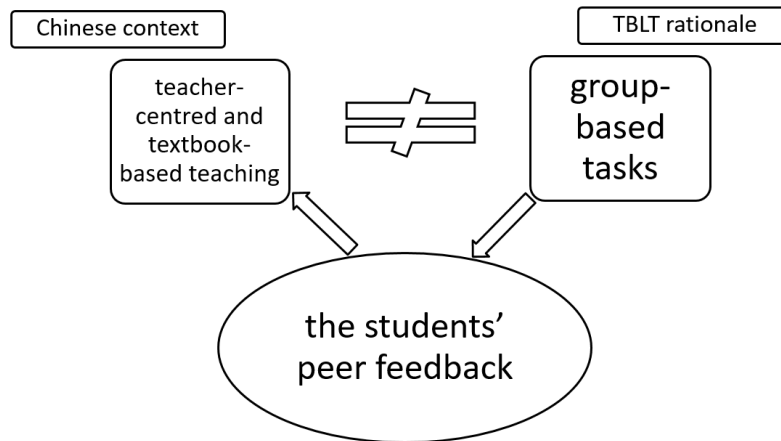 Chinese context
TBLT rationale
teacher-
centred and
textbook-
based teaching
group-
based
tasks
the students’
peer feedback